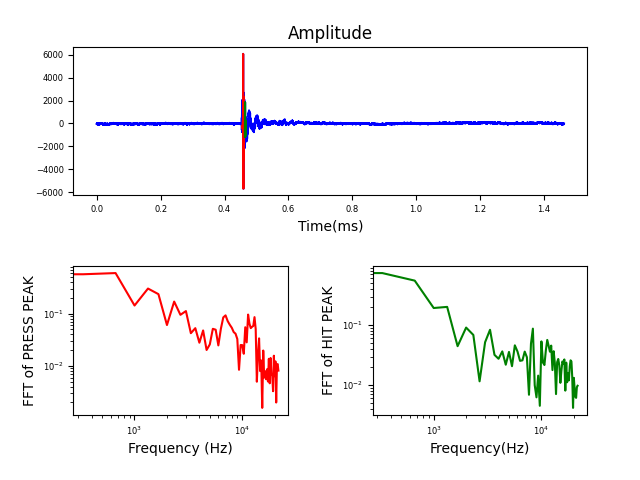 Amplitude
6000
4000
2000
0
−2000
−4000
−6000
0.0 0.2 0.4 0.6 0.8 1.0 1.2 1.4
Time(ms)
FFT of PRESS PEAK
10⁻¹
10⁻²
10³ 10⁴
Frequency (Hz)
FFT of HIT PEAK
10⁻¹
10⁻²
10³ 10⁴
Frequency(Hz)